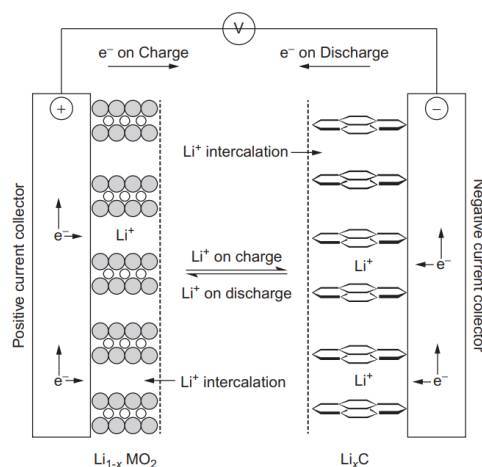 V
e⁻ on Charge
e⁻ on Discharge
+
−
Li⁺ intercalation
Positive current collector
Negative current collector
Li⁺
e⁻
Li⁺ on charge
Li⁺ on discharge
Li⁺
e⁻
Li⁺
e⁻
Li⁺ intercalation
e⁻
Li₁₋ₓ MO₂
LiₓC